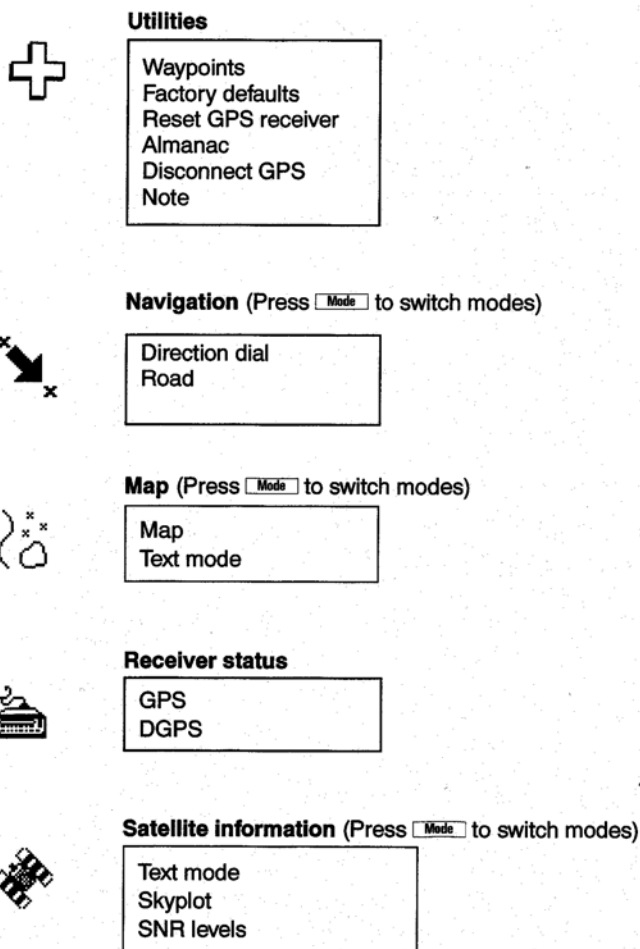 Utilities
Waypoints
Factory defaults
Reset GPS receiver
Almanac
Disconnect GPS
Note
Navigation (Press Mode to switch modes)
Direction dial
Road
Map (Press Mode to switch modes)
Map
Text mode
Receiver status
GPS
DGPS
Satellite information (Press Mode to switch modes)
Text mode
Skyplot
SNR levels